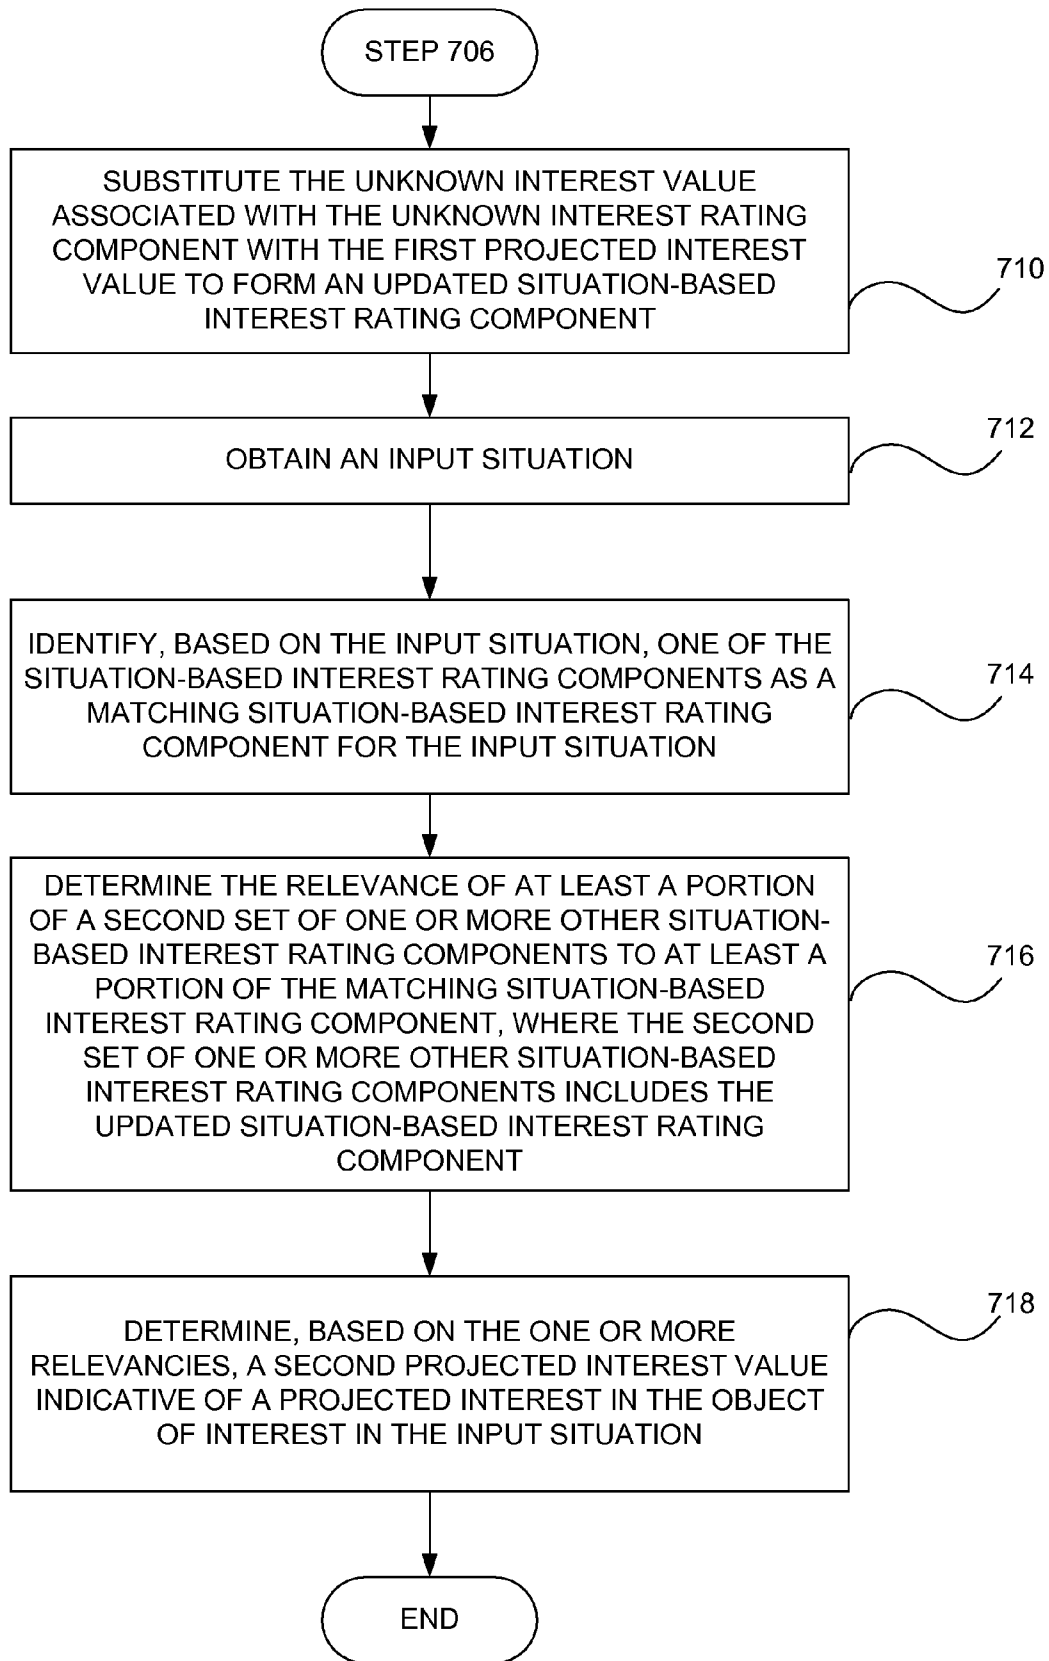 STEP 706
SUBSTITUTE THE UNKNOWN INTEREST VALUE
ASSOCIATED WITH THE UNKNOWN INTEREST RATING
COMPONENT WITH THE FIRST PROJECTED INTEREST
VALUE TO FORM AN UPDATED SITUATION-BASED
INTEREST RATING COMPONENT
710
OBTAIN AN INPUT SITUATION
712
IDENTIFY, BASED ON THE INPUT SITUATION, ONE OF THE
SITUATION-BASED INTEREST RATING COMPONENTS AS A
MATCHING SITUATION-BASED INTEREST RATING
COMPONENT FOR THE INPUT SITUATION
714
DETERMINE THE RELEVANCE OF AT LEAST A PORTION
OF A SECOND SET OF ONE OR MORE OTHER SITUATION-
BASED INTEREST RATING COMPONENTS TO AT LEAST A
PORTION OF THE MATCHING SITUATION-BASED
INTEREST RATING COMPONENT, WHERE THE SECOND
SET OF ONE OR MORE OTHER SITUATION-BASED
INTEREST RATING COMPONENTS INCLUDES THE
UPDATED SITUATION-BASED INTEREST RATING
COMPONENT
716
DETERMINE, BASED ON THE ONE OR MORE
RELEVANCIES, A SECOND PROJECTED INTEREST VALUE
INDICATIVE OF A PROJECTED INTEREST IN THE OBJECT
OF INTEREST IN THE INPUT SITUATION
718
END